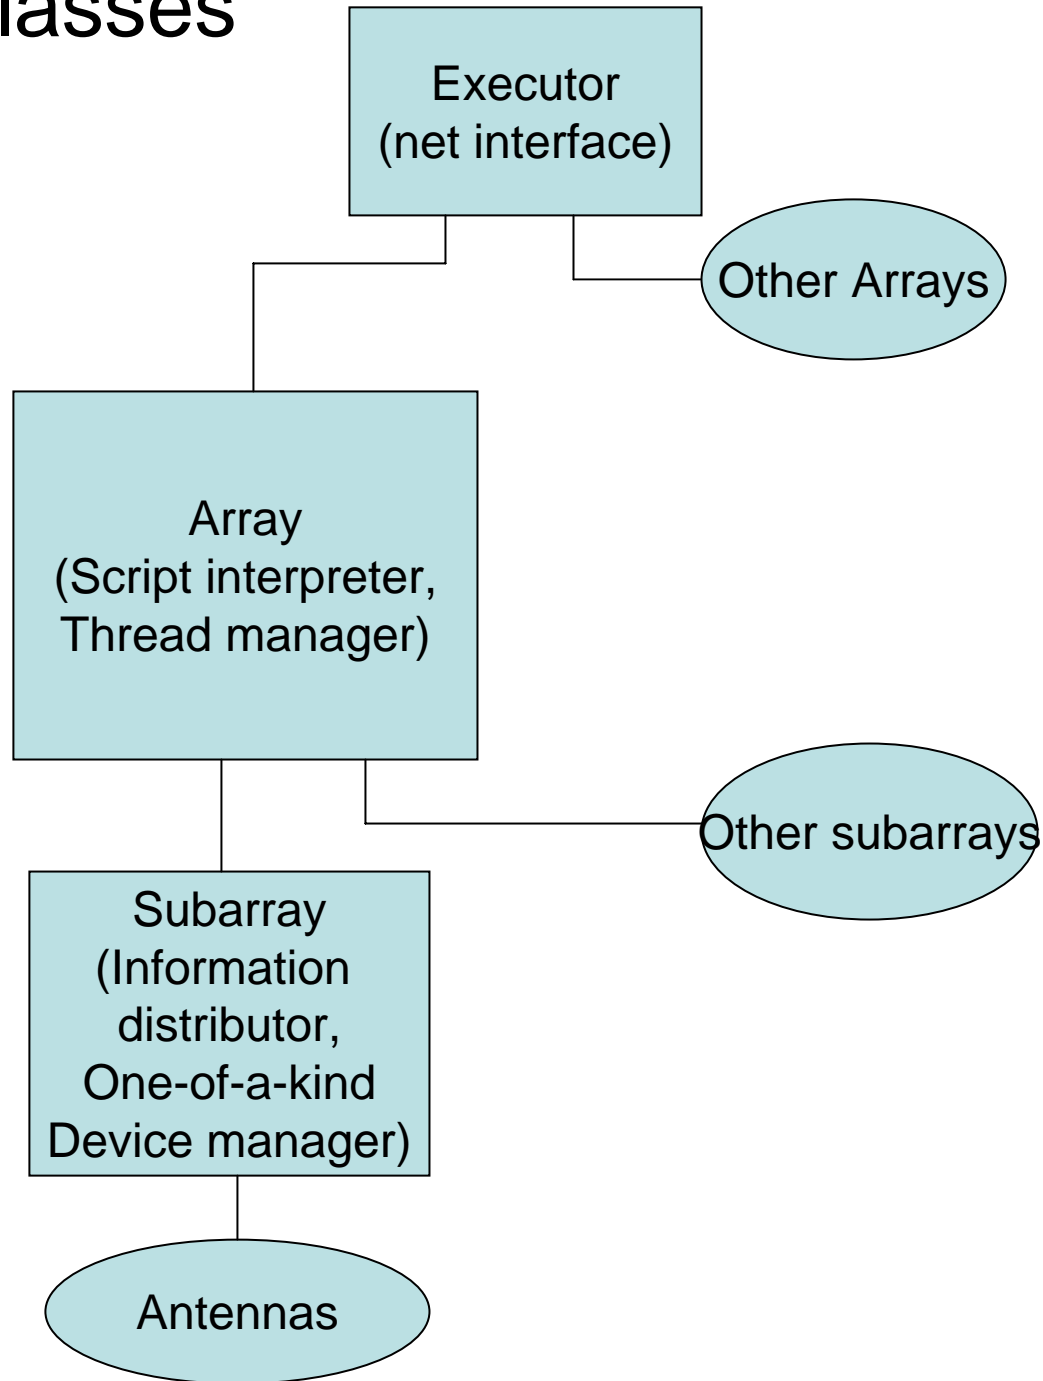 lasses
Executor
(net interface)
Other Arrays
Array
(Script interpreter,
Thread manager)
Other subarrays
Subarray
(Information
distributor,
One-of-a-kind
Device manager)
Antennas